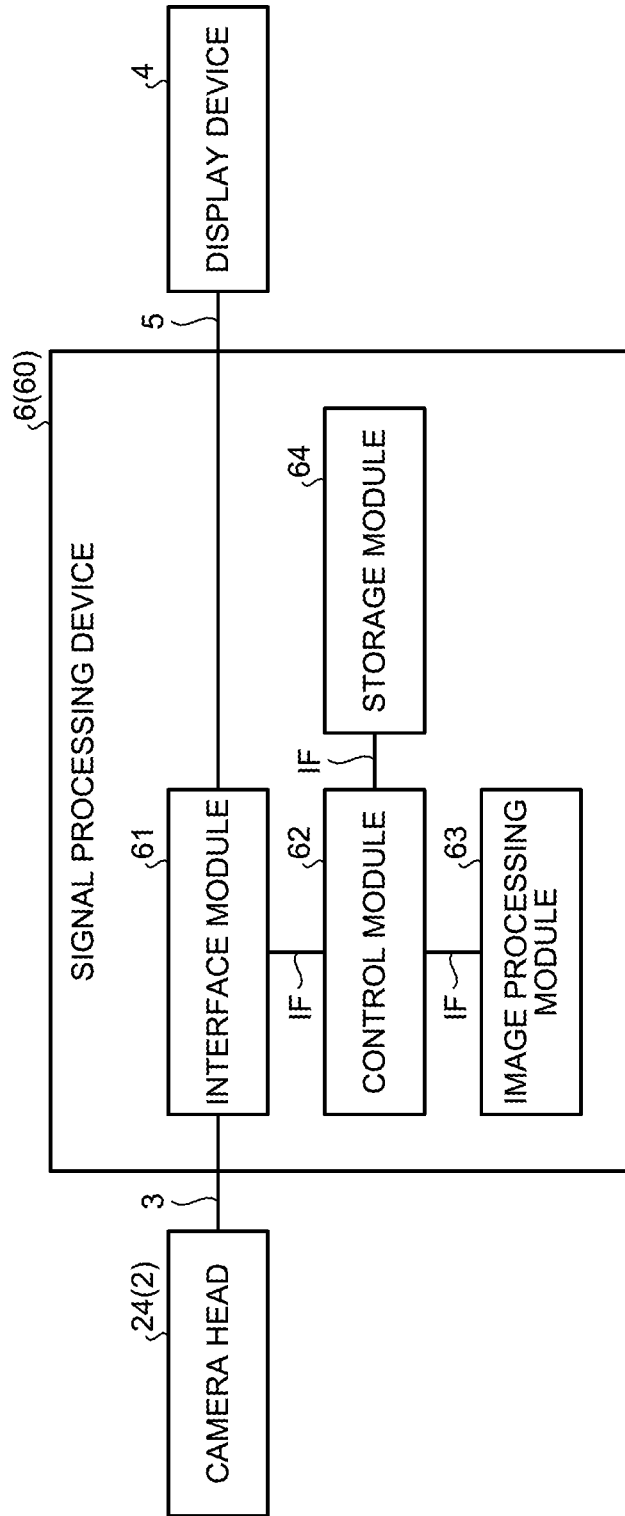 6(60)
SIGNAL PROCESSING DEVICE
24(2)
CAMERA HEAD
3
61
INTERFACE MODULE
5
4
DISPLAY DEVICE
IF
62
CONTROL MODULE
IF
64
STORAGE MODULE
IF
63
IMAGE PROCESSING
MODULE